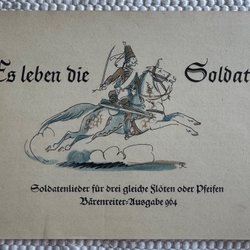 Es leben die Soldat
Soldatenlieder für drei gleiche Flöten oder Pfeifen
Bärenreiter-Ausgabe 964